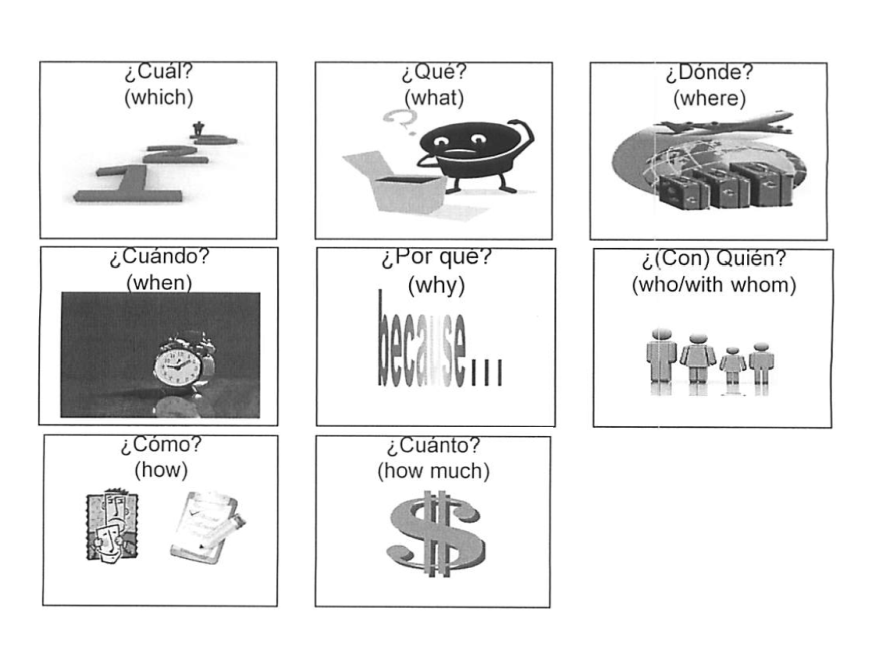 ¿Cuál?
(which)
¿Qué?
(what)
¿Dónde?
(where)
¿Cuándo?
(when)
¿Por qué?
(why)
because...
¿(Con) Quién?
(who/with whom)
¿Cómo?
(how)
¿Cuánto?
(how much)